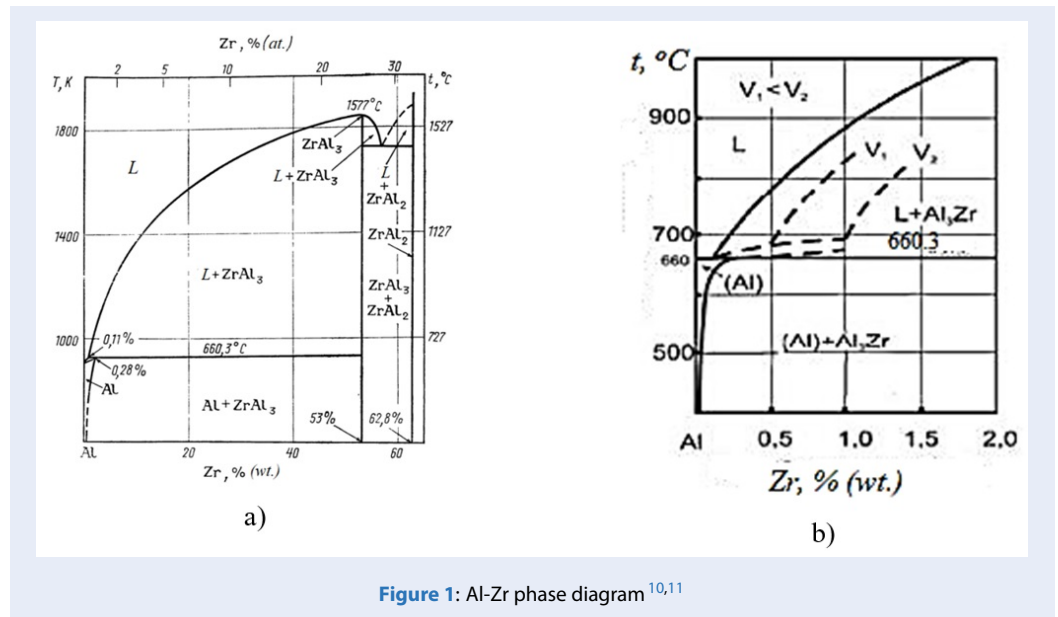 Zr, % (at.)
2 5 10 20 30
T, K
t, °C
1577°C
1800
1527
ZrAl₃
L
L+ZrAl₃
L
+
ZrAl₂
1400
1127
ZrAl₂
L+ZrAl₃
ZrAl₃
+
ZrAl₂
1000
0,11%
727
660,3°C
0,28%
Al
Al+ZrAl₃
53%
62,8%
Al 20 40 60
Zr, % (wt.)
a)
t, °C
V₁<V₂
900
L
V₁ V₂
L+Al₃Zr
700
660.3
660
(Al)
(Al)+Al₃Zr
500
Al 0,5 1,0 1,5 2,0
Zr, % (wt.)
b)
Figure 1: Al-Zr phase diagram 10,11